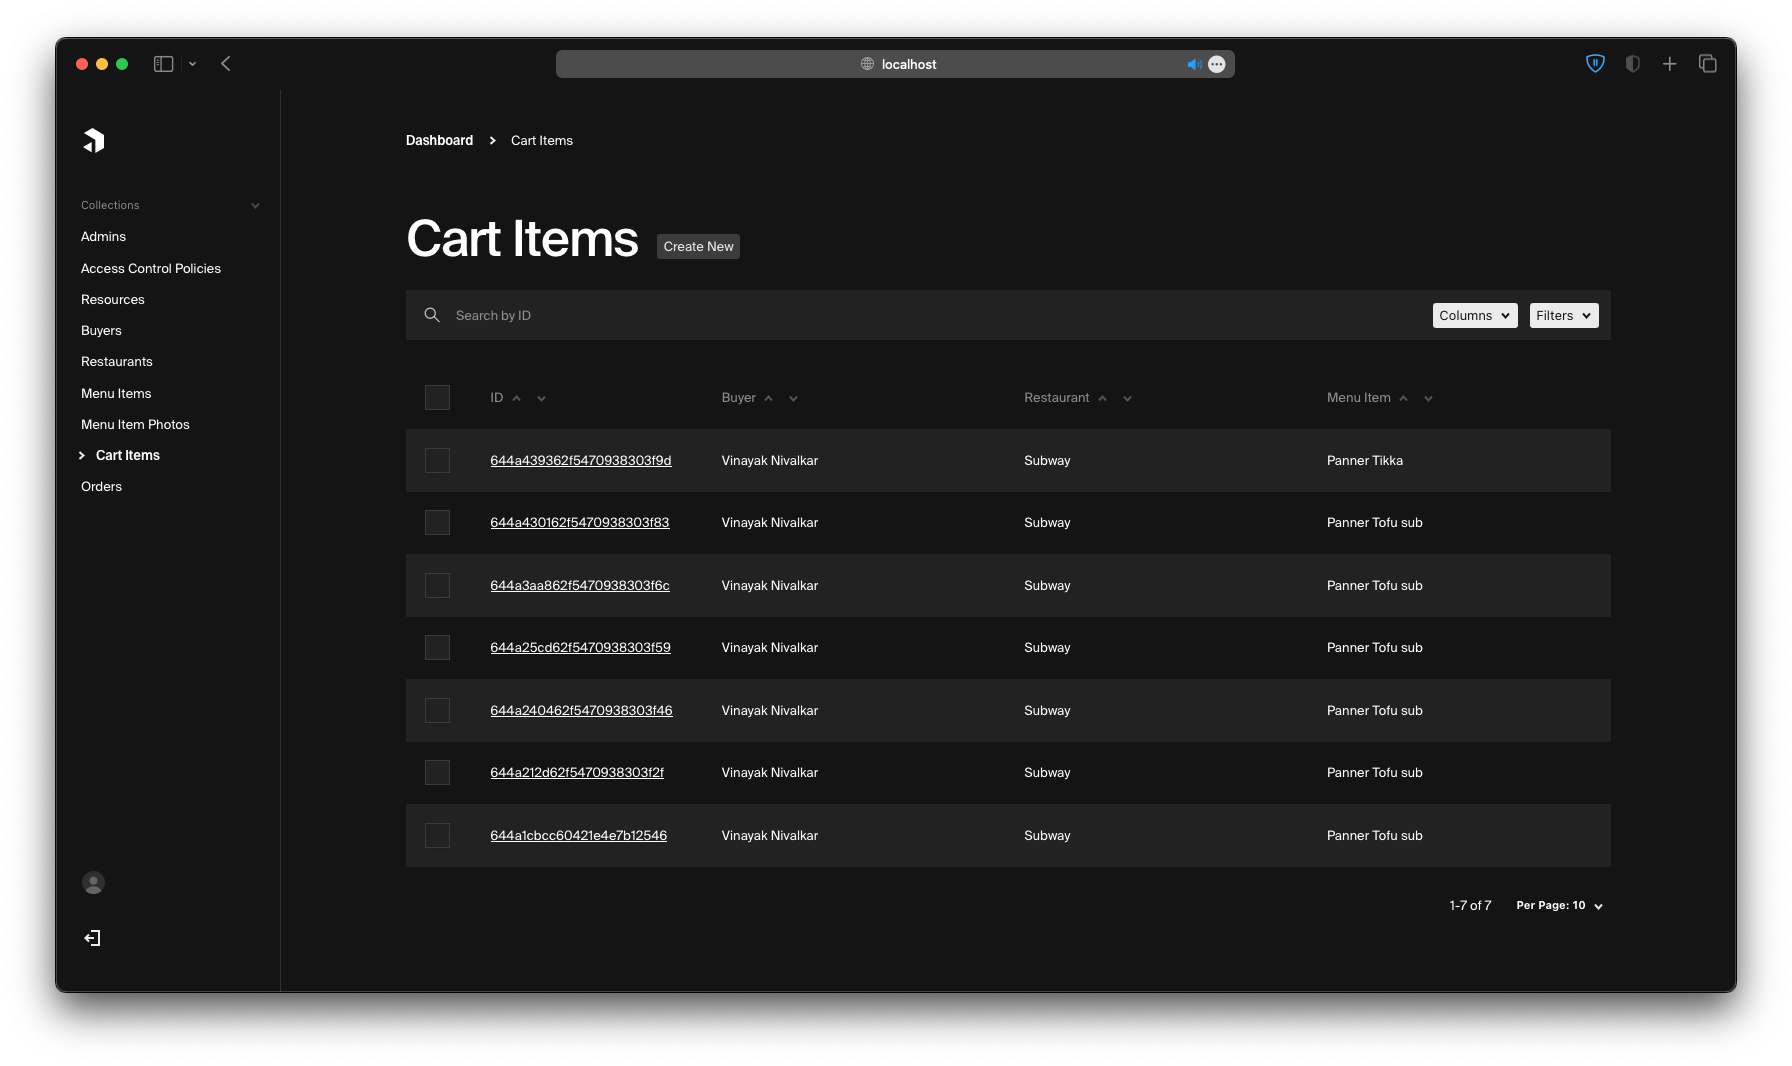 localhost
Dashboard > Cart Items
Collections
Admins
Access Control Policies
Resources
Buyers
Restaurants
Menu Items
Menu Item Photos
Cart Items
Orders
Cart Items Create New
Search by ID Columns Filters
ID Buyer Restaurant Menu Item
644a439362f5470938303f9d Vinayak Nivalkar Subway Panner Tikka
644a430162f5470938303f83 Vinayak Nivalkar Subway Panner Tofu sub
644a3aa862f5470938303f6c Vinayak Nivalkar Subway Panner Tofu sub
644a25cd62f5470938303f59 Vinayak Nivalkar Subway Panner Tofu sub
644a240462f5470938303f46 Vinayak Nivalkar Subway Panner Tofu sub
644a212d62f5470938303f2f Vinayak Nivalkar Subway Panner Tofu sub
644a1cbcc60421e4e7b12546 Vinayak Nivalkar Subway Panner Tofu sub
1-7 of 7 Per Page: 10